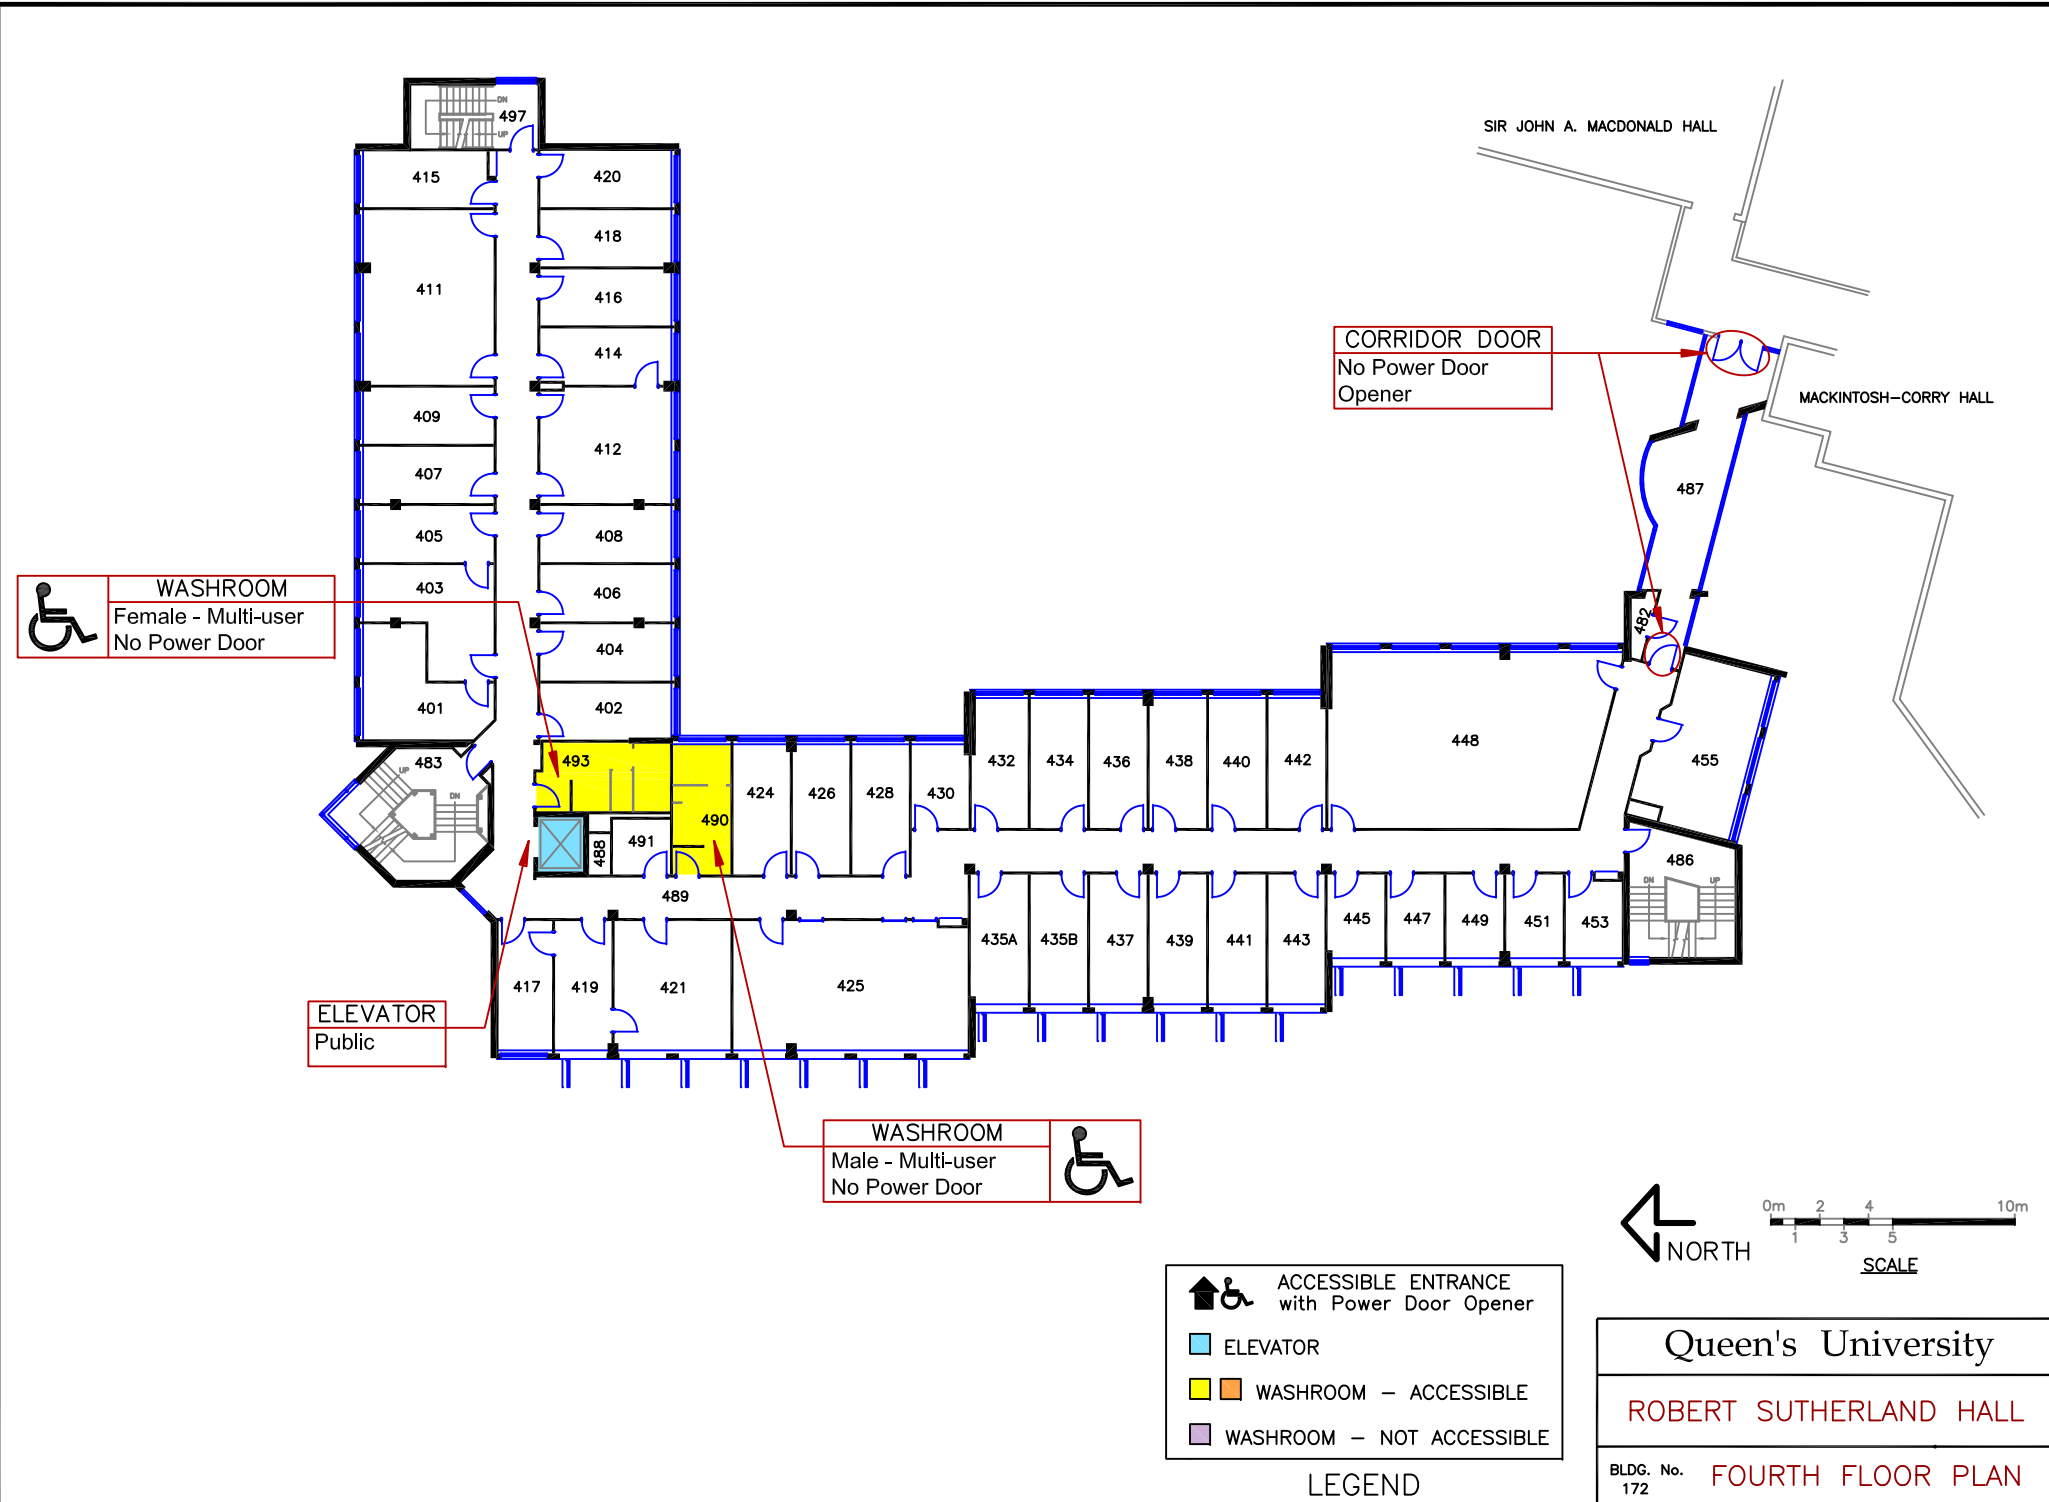 DN
497
UP
SIR JOHN A. MACDONALD HALL
415
420
418
411
416
414
CORRIDOR DOOR
No Power Door
Opener
MACKINTOSH-CORRY HALL
409
412
407
487
405
408
403
406
WASHROOM
Female - Multi-user
No Power Door
482
404
401
402
483
UP
DN
493
432
434
436
438
440
442
448
455
424
426
428
430
490
491
488
486
DN
UP
489
445
447
449
451
453
435A
435B
437
439
441
443
417
419
421
425
ELEVATOR
Public
WASHROOM
Male - Multi-user
No Power Door
NORTH
0m 2 4 10m
1 3 5
SCALE
ACCESSIBLE ENTRANCE
with Power Door Opener
ELEVATOR
WASHROOM - ACCESSIBLE
WASHROOM - NOT ACCESSIBLE
LEGEND
Queen's University
ROBERT SUTHERLAND HALL
BLDG. No.
172
FOURTH FLOOR PLAN